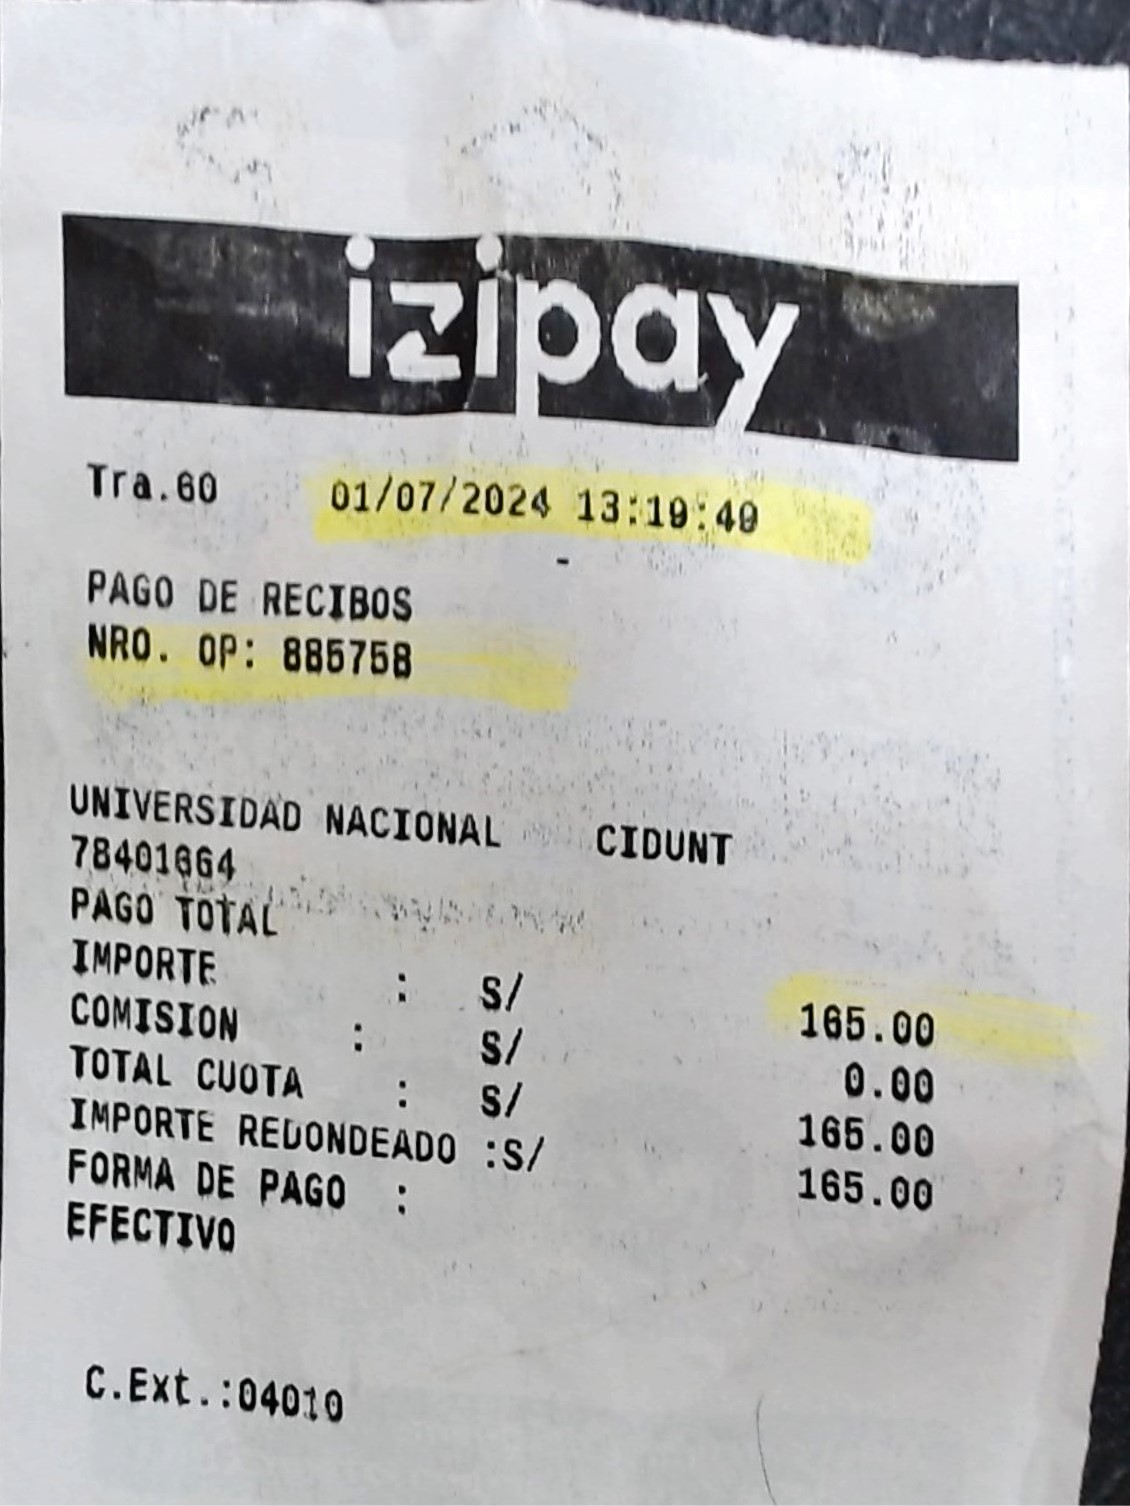 izipay
Tra.60 01/07/2024 13:19:49
-
PAGO DE RECIBOS
NRO. OP: 885758
UNIVERSIDAD NACIONAL CIDUNT
78401664
PAGO TOTAL
IMPORTE : S/ 165.00
COMISION : S/ 0.00
TOTAL CUOTA : S/ 165.00
IMPORTE REDONDEADO :S/ 165.00
FORMA DE PAGO :
EFECTIVO
C.Ext.:04010